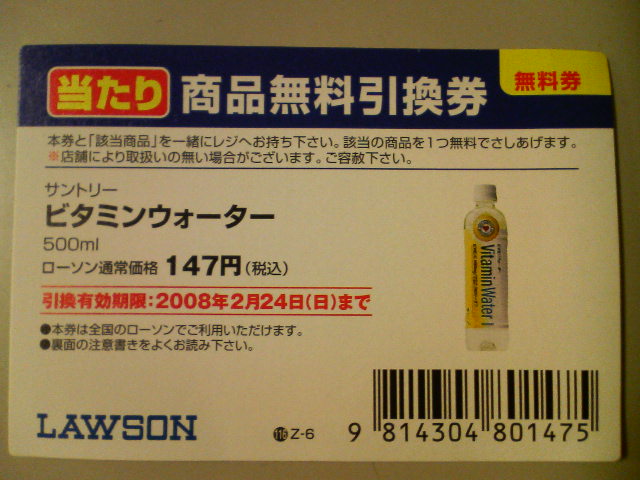 当たり 商品無料引換券 無料券
本券と「該当商品」を一緒にレジへお持ち下さい。該当の商品を1つ無料でさしあげます。
※店舗により取扱いの無い場合がございます。ご容赦下さい。
サントリー
ビタミンウォーター
500ml
ローソン通常価格 147円(税込)
引換有効期限:2008年2月24日(日)まで
●本券は全国のローソンでご利用いただけます。
●裏面の注意書きをよくお読み下さい。
VitaminWater
LAWSON
116 Z-6
9 814304 801475